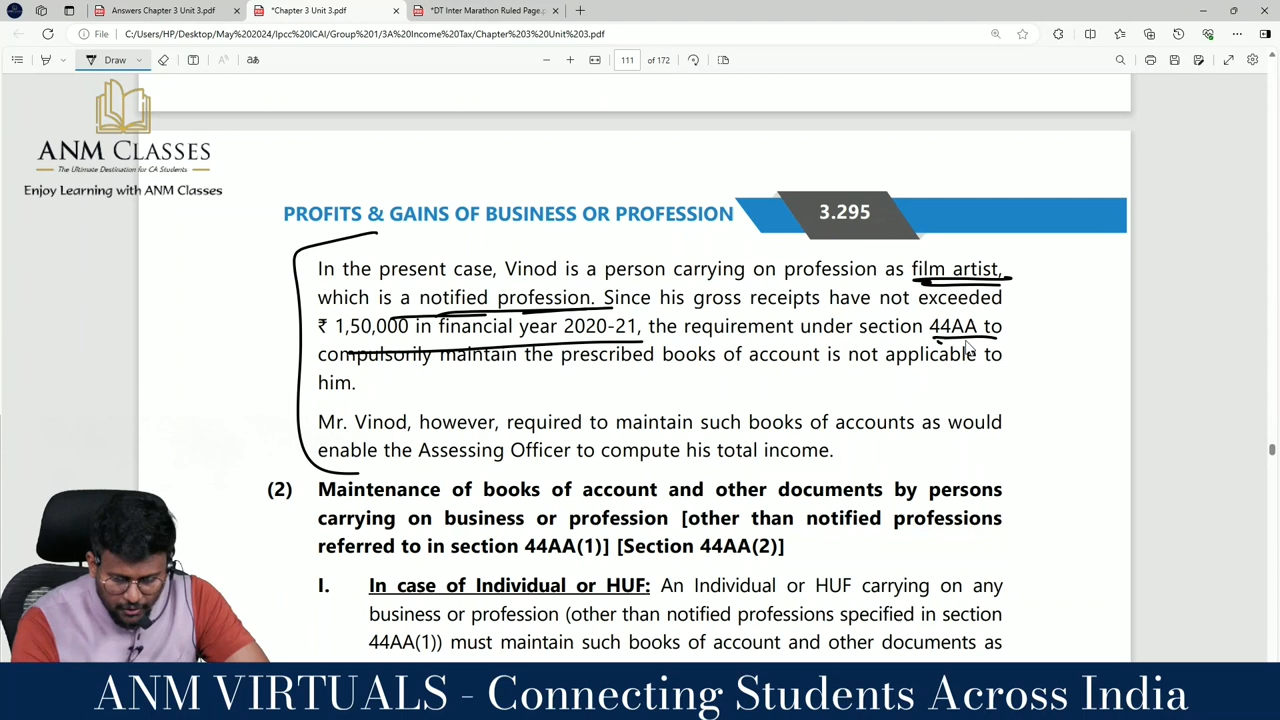 Answers Chapter 3 Unit 3.pdf
*Chapter 3 Unit 3.pdf
*DT Inter Marathon Ruled Page.p
File
C:/Users/HP/Desktop/May%202024/Ipcc%20ICAI/Group%201/3A%20Income%20Tax/Chapter%203%20Unit%203.pdf
Draw
111 of 172
ANM CLASSES
The Ultimate Destination for CA Students
Enjoy Learning with ANM Classes
PROFITS & GAINS OF BUSINESS OR PROFESSION
3.295
In the present case, Vinod is a person carrying on profession as film artist,
which is a notified profession. Since his gross receipts have not exceeded
₹ 1,50,000 in financial year 2020-21, the requirement under section 44AA to
compulsorily maintain the prescribed books of account is not applicable to
him.
Mr. Vinod, however, required to maintain such books of accounts as would
enable the Assessing Officer to compute his total income.
(2) Maintenance of books of account and other documents by persons
carrying on business or profession [other than notified professions
referred to in section 44AA(1)] [Section 44AA(2)]
I. In case of Individual or HUF: An Individual or HUF carrying on any
business or profession (other than notified professions specified in section
44AA(1)) must maintain such books of account and other documents as
ANM VIRTUALS - Connecting Students Across India